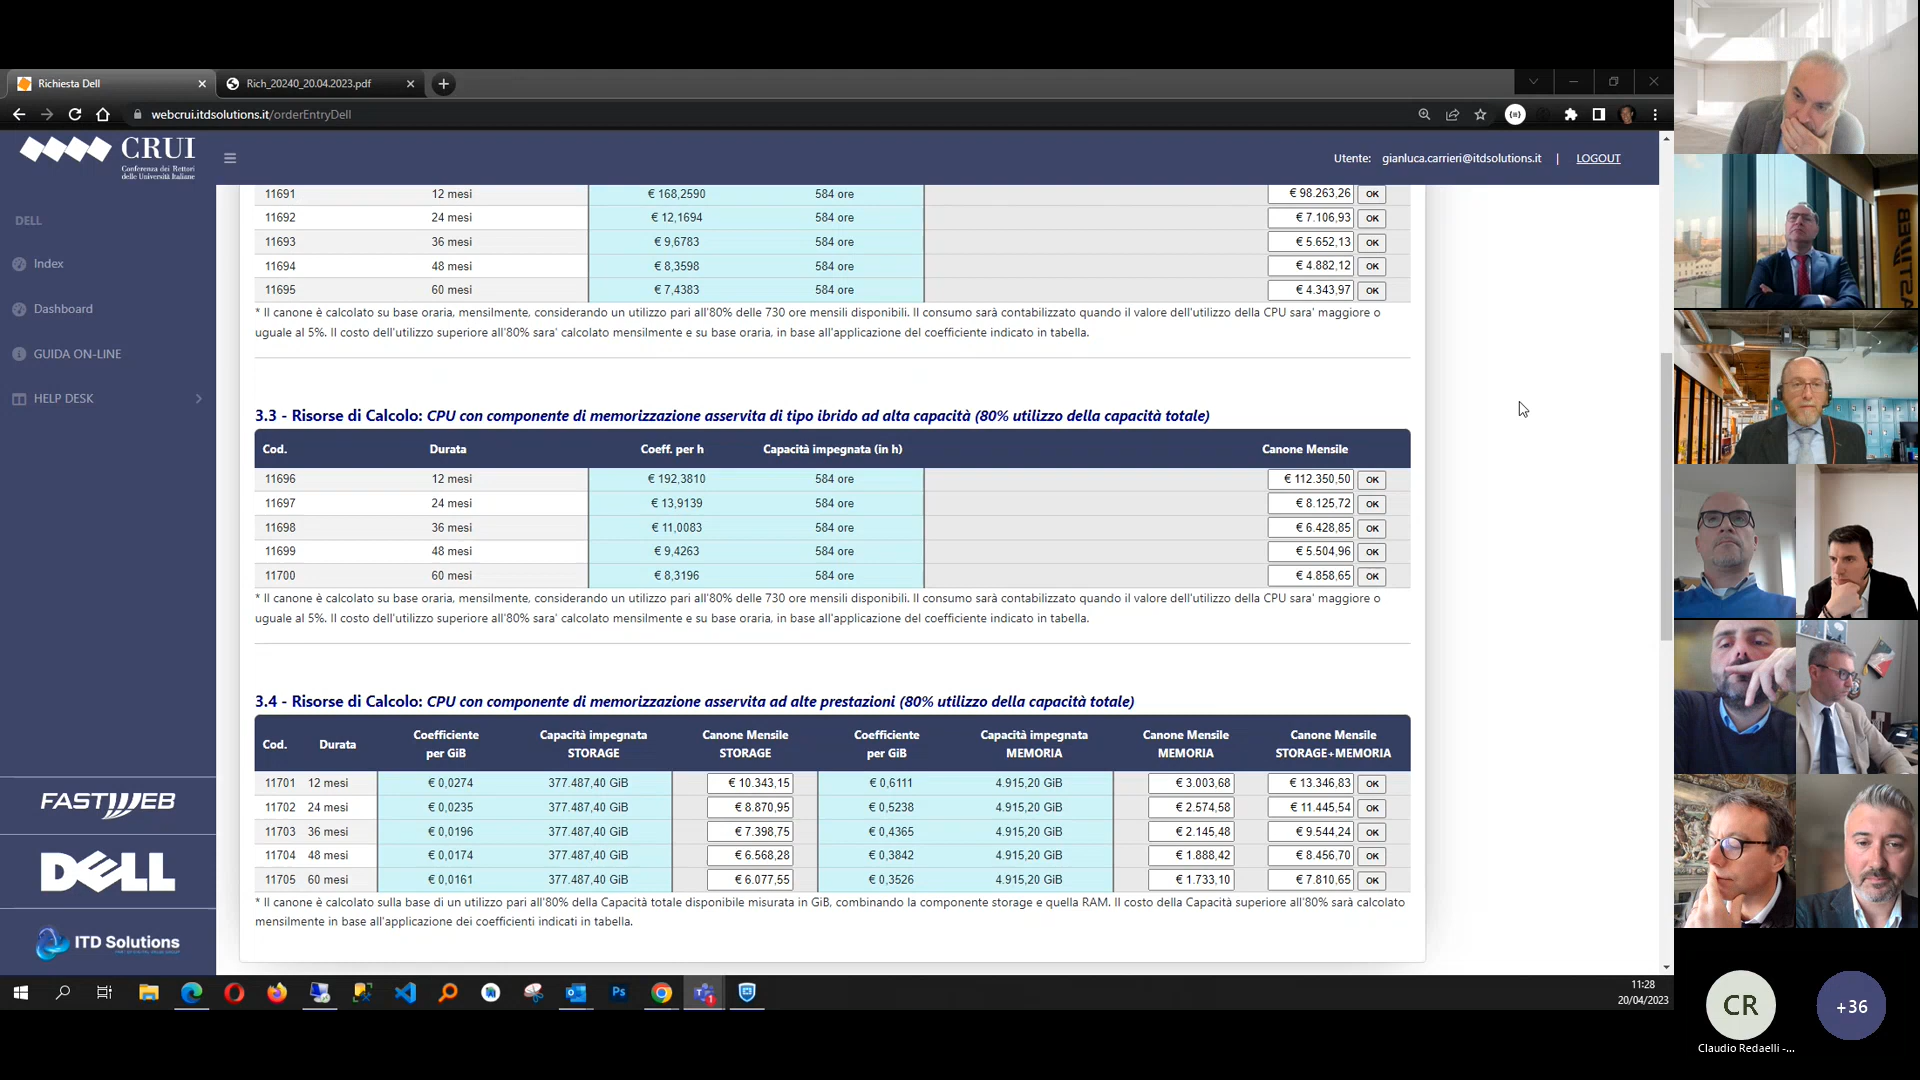 Richiesta Dell
Rich_20240_20.04.2023.pdf
webcrui.itdsolutions.it/orderEntryDell
CRUI
Conferenza dei Rettori
delle Università Italiane
Utente: gianluca.carrieri@itdsolutions.it | LOGOUT
DELL
Index
Dashboard
GUIDA ON-LINE
HELP DESK
FASTWEB
DELL
ITD Solutions
11691 12 mesi € 168,2590 584 ore € 98.263,26 OK
11692 24 mesi € 12,1694 584 ore € 7.106,93 OK
11693 36 mesi € 9,6783 584 ore € 5.652,13 OK
11694 48 mesi € 8,3598 584 ore € 4.882,12 OK
11695 60 mesi € 7,4383 584 ore € 4.343,97 OK
* Il canone è calcolato su base oraria, mensilmente, considerando un utilizzo pari all'80% delle 730 ore mensili disponibili. Il consumo sarà contabilizzato quando il valore dell'utilizzo della CPU sara' maggiore o
uguale al 5%. Il costo dell'utilizzo superiore all'80% sara' calcolato mensilmente e su base oraria, in base all'applicazione del coefficiente indicato in tabella.
3.3 - Risorse di Calcolo: CPU con componente di memorizzazione asservita di tipo ibrido ad alta capacità (80% utilizzo della capacità totale)
Cod. Durata Coeff. per h Capacità impegnata (in h) Canone Mensile
11696 12 mesi € 192,3810 584 ore € 112.350,50 OK
11697 24 mesi € 13,9139 584 ore € 8.125,72 OK
11698 36 mesi € 11,0083 584 ore € 6.428,85 OK
11699 48 mesi € 9,4263 584 ore € 5.504,96 OK
11700 60 mesi € 8,3196 584 ore € 4.858,65 OK
* Il canone è calcolato su base oraria, mensilmente, considerando un utilizzo pari all'80% delle 730 ore mensili disponibili. Il consumo sarà contabilizzato quando il valore dell'utilizzo della CPU sara' maggiore o
uguale al 5%. Il costo dell'utilizzo superiore all'80% sara' calcolato mensilmente e su base oraria, in base all'applicazione del coefficiente indicato in tabella.
3.4 - Risorse di Calcolo: CPU con componente di memorizzazione asservita ad alte prestazioni (80% utilizzo della capacità totale)
Cod. Durata Coefficiente per GiB Capacità impegnata STORAGE Canone Mensile STORAGE Coefficiente per GiB Capacità impegnata MEMORIA Canone Mensile MEMORIA Canone Mensile STORAGE+MEMORIA
11701 12 mesi € 0,0274 377.487,40 GiB € 10.343,15 € 0,6111 4.915,20 GiB € 3.003,68 € 13.346,83 OK
11702 24 mesi € 0,0235 377.487,40 GiB € 8.870,95 € 0,5238 4.915,20 GiB € 2.574,58 € 11.445,54 OK
11703 36 mesi € 0,0196 377.487,40 GiB € 7.398,75 € 0,4365 4.915,20 GiB € 2.145,48 € 9.544,24 OK
11704 48 mesi € 0,0174 377.487,40 GiB € 6.568,28 € 0,3842 4.915,20 GiB € 1.888,42 € 8.456,70 OK
11705 60 mesi € 0,0161 377.487,40 GiB € 6.077,55 € 0,3526 4.915,20 GiB € 1.733,10 € 7.810,65 OK
* Il canone è calcolato sulla base di un utilizzo pari all'80% della Capacità totale disponibile misurata in GiB, combinando la componente storage e quella RAM. Il costo della Capacità superiore all'80% sarà calcolato
mensilmente in base all'applicazione dei coefficienti indicati in tabella.
Ps
11:28
20/04/2023
CR
+36
Claudio Redaelli -...